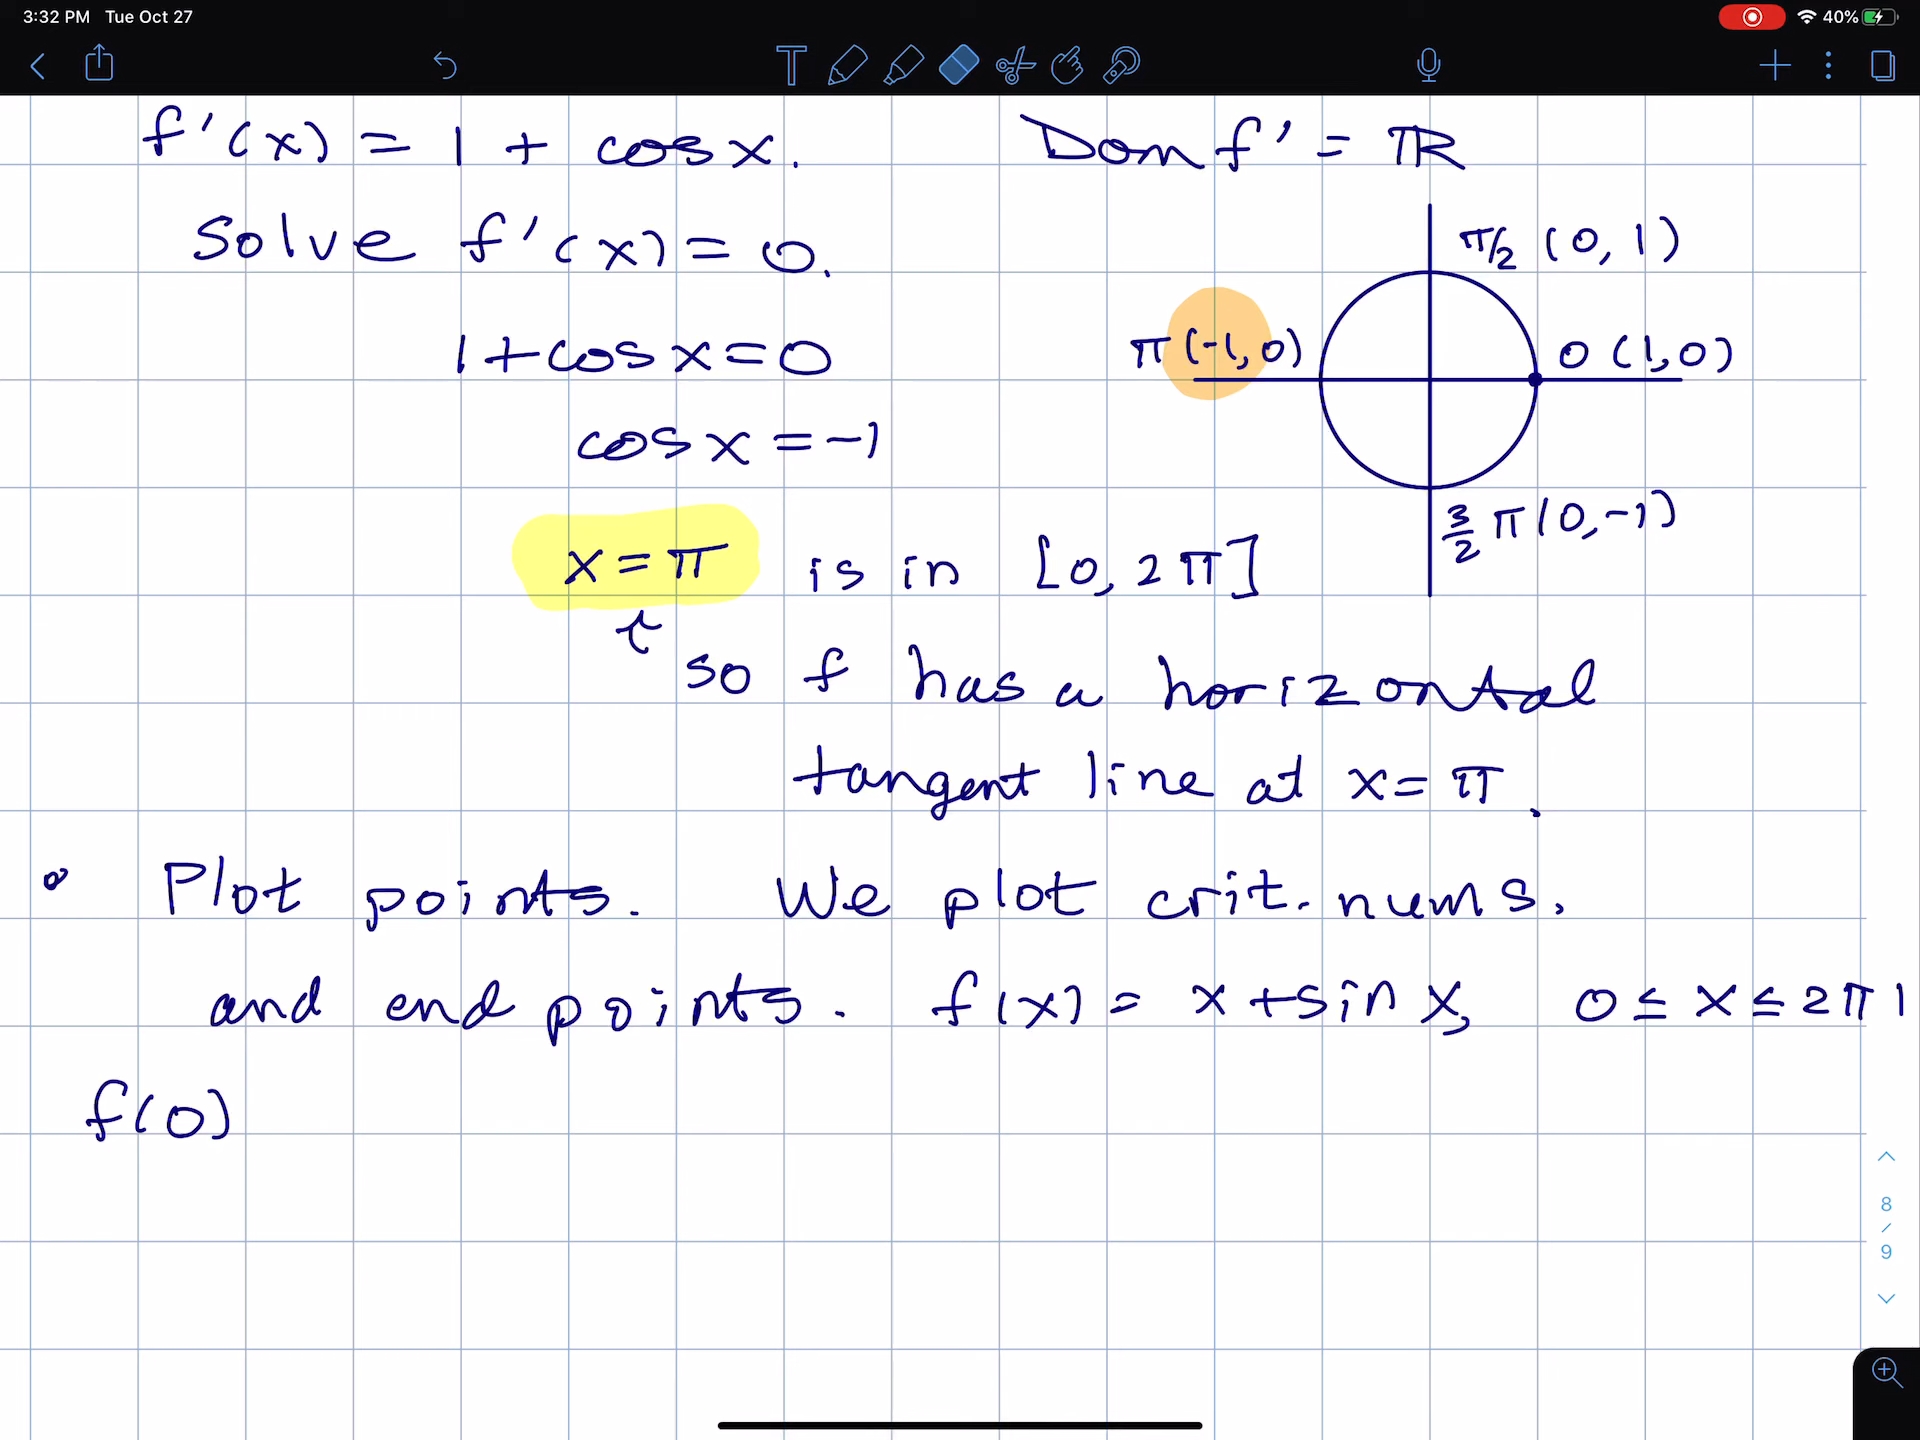 3:32 PM Tue Oct 27
40%
f'(x) = 1 + cos x. Dom f' = ℝ
Solve f'(x) = 0.
π/2 (0, 1)
1 + cos x = 0
π (-1, 0)
0 (1, 0)
cos x = -1
3/2 π (0, -1)
x = π is in [0, 2π]
so f has a horizontal
tangent line at x = π.
Plot points. We plot crit. nums.
and end points. f(x) = x + sin x, 0 ≤ x ≤ 2π
f(0)
8
/
9